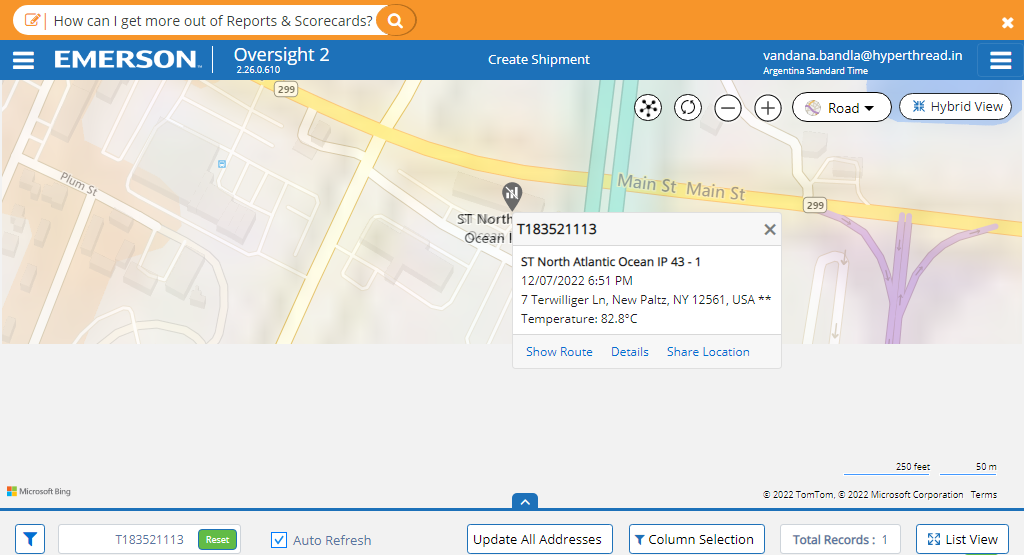 How can I get more out of Reports & Scorecards?
EMERSON
Oversight 2
2.26.0.610
Create Shipment
vandana.bandla@hyperthread.in
Argentina Standard Time
299
Road
Hybrid View
Plum St
Main St Main St
299
ST North
Ocean
T183521113
ST North Atlantic Ocean IP 43 - 1
12/07/2022 6:51 PM
7 Terwilliger Ln, New Paltz, NY 12561, USA **
Temperature: 82.8°C
Show Route Details Share Location
250 feet 50 m
Microsoft Bing
© 2022 TomTom, © 2022 Microsoft Corporation Terms
T183521113 Reset
Auto Refresh
Update All Addresses
Column Selection
Total Records : 1
List View